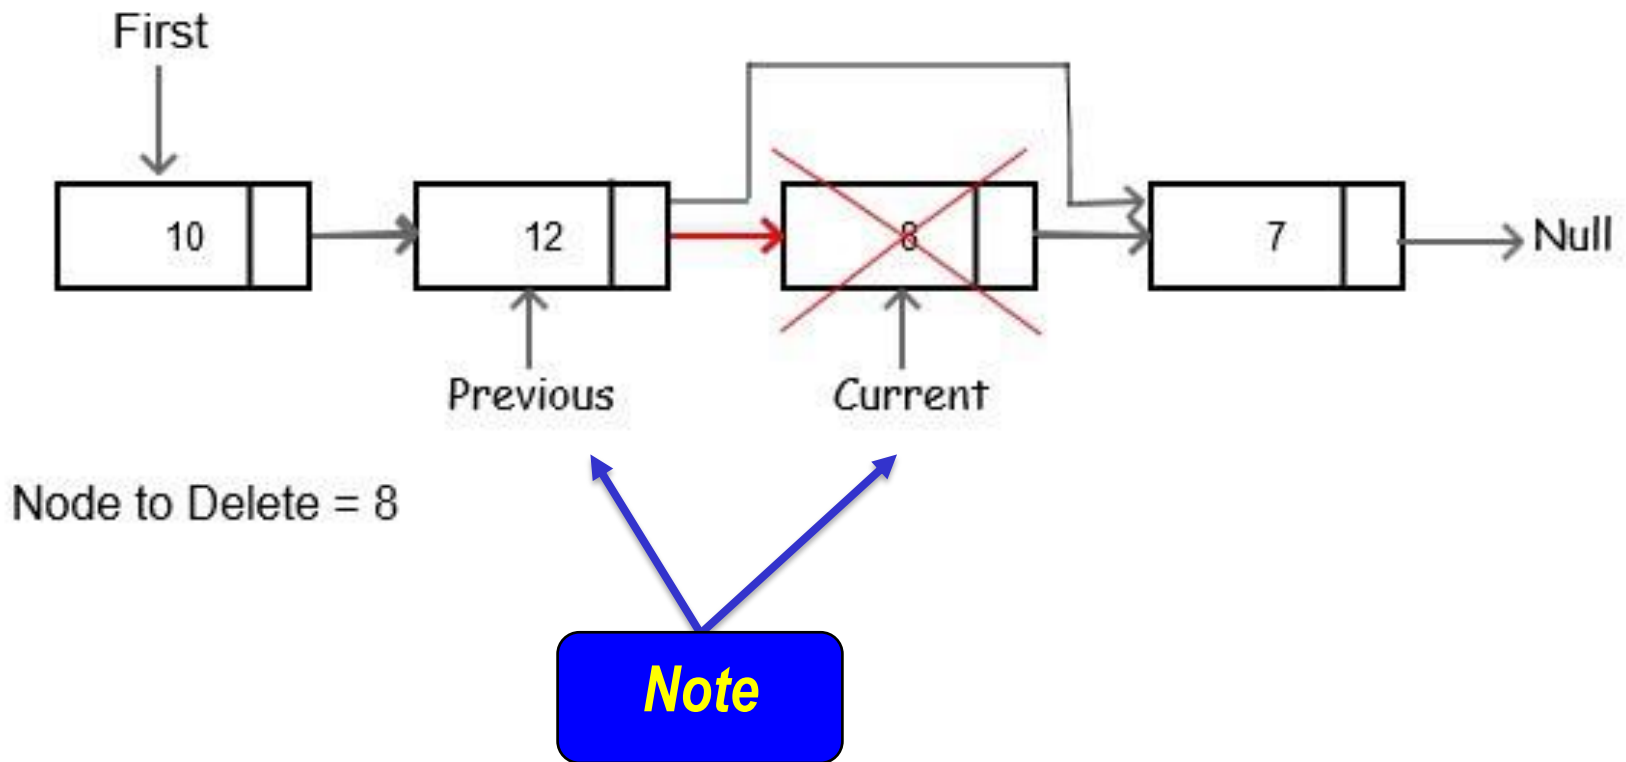 First
10
12
8
7
Null
Previous
Current
Node to Delete = 8
Note